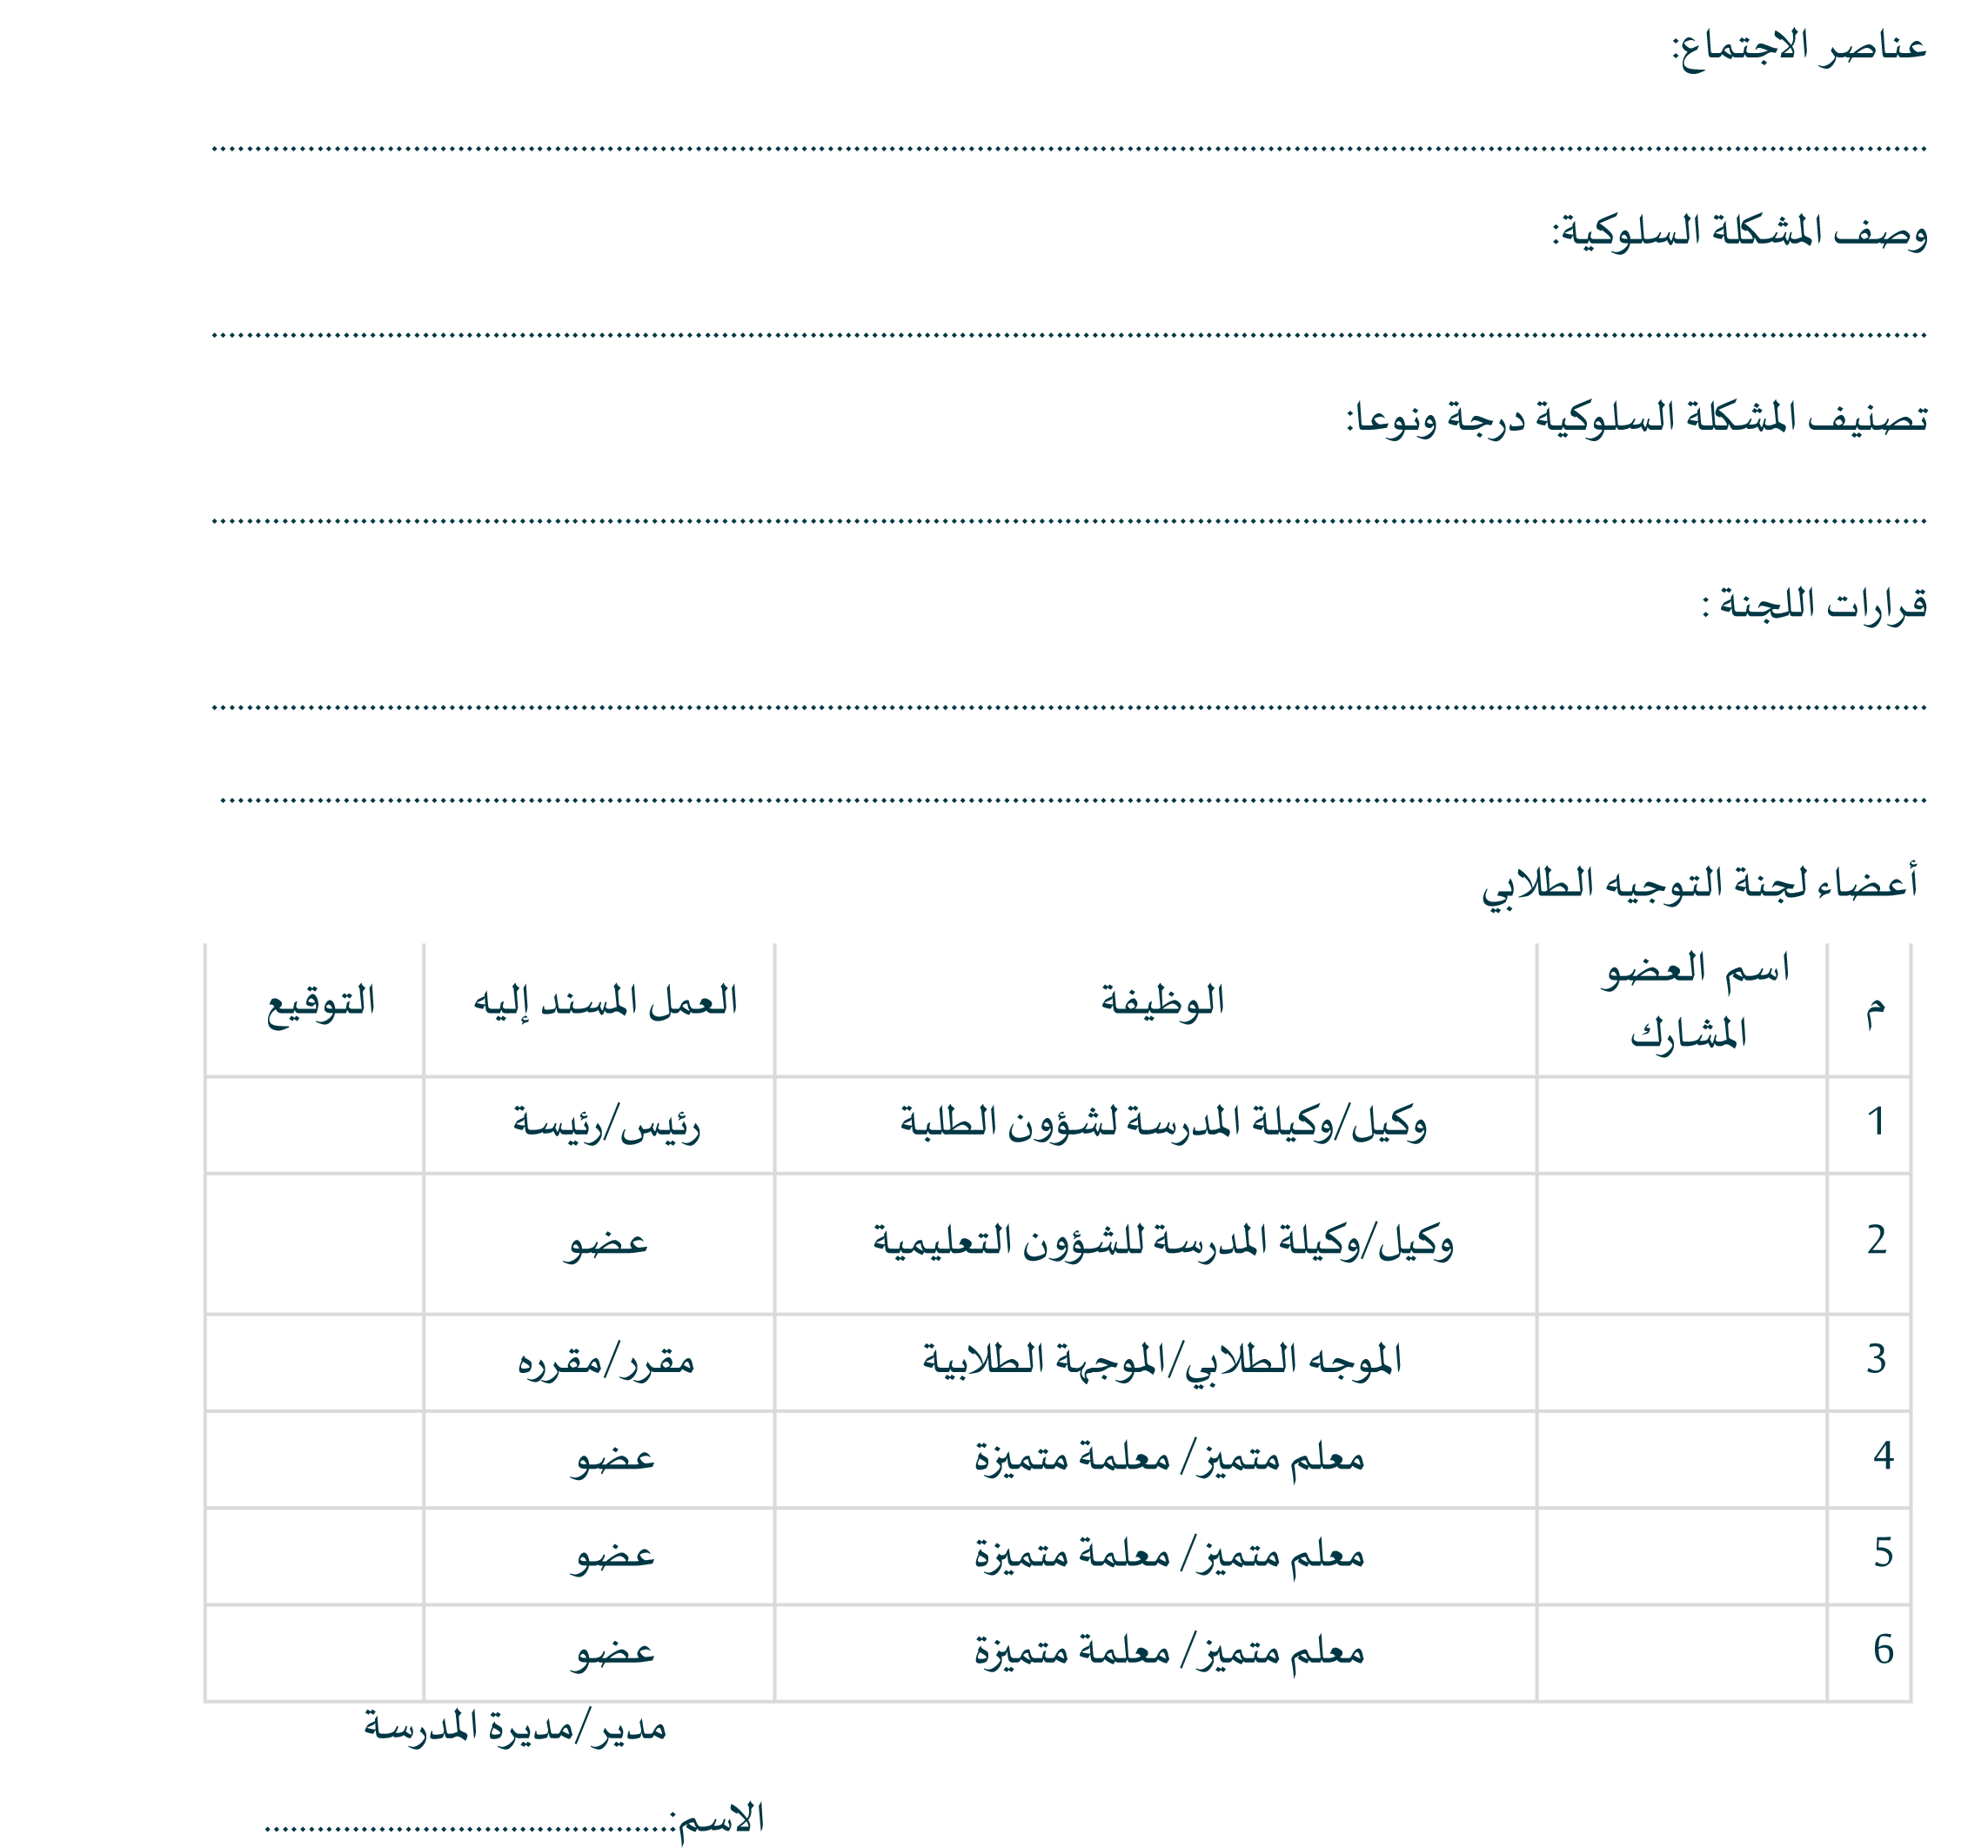 عناصر الاجتماع:
................................................................................
وصف المشكلة السلوكية:
................................................................................
تصنيف المشكلة السلوكية درجة ونوعا:
................................................................................
قرارات اللجنة :
................................................................................
................................................................................
أعضاء لجنة التوجيه الطلابي
م اسم العضو المشارك الوظيفة العمل المسند إليه التوقيع
1 وكيل/وكيلة المدرسة لشؤون الطلبة رئيس/رئيسة
2 وكيل/وكيلة المدرسة للشؤون التعليمية عضو
3 الموجه الطلابي/الموجهة الطلابية مقرر/مقرره
4 معلم متميز/ معلمة متميزة عضو
5 معلم متميز/ معلمة متميزة عضو
6 معلم متميز/ معلمة متميزة عضو
مدير/مديرة المدرسة
الاسم:..............................................